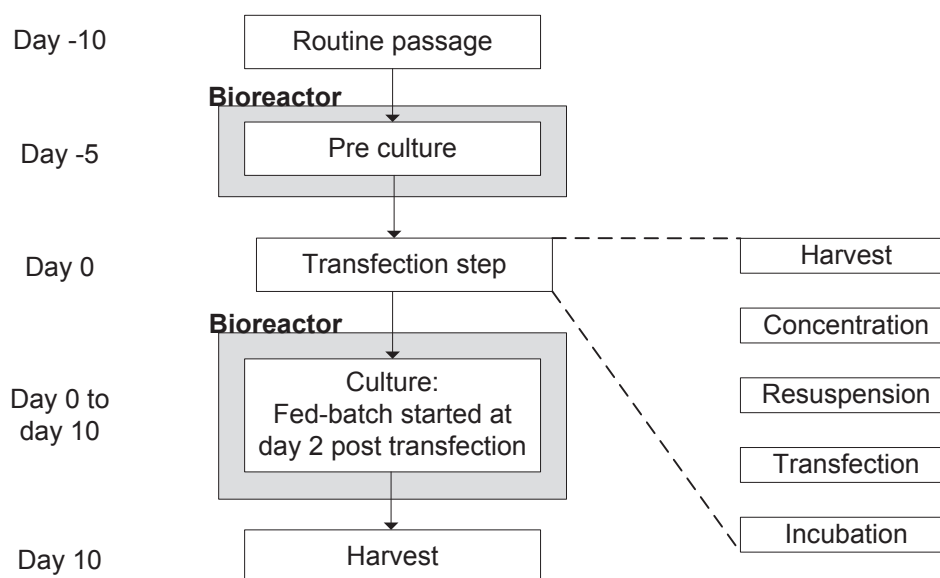 Day -10
Routine passage
Bioreactor
Day -5
Pre culture
Day 0
Transfection step
Harvest
Concentration
Resuspension
Transfection
Incubation
Bioreactor
Day 0 to
day 10
Culture:
Fed-batch started at
day 2 post transfection
Day 10
Harvest